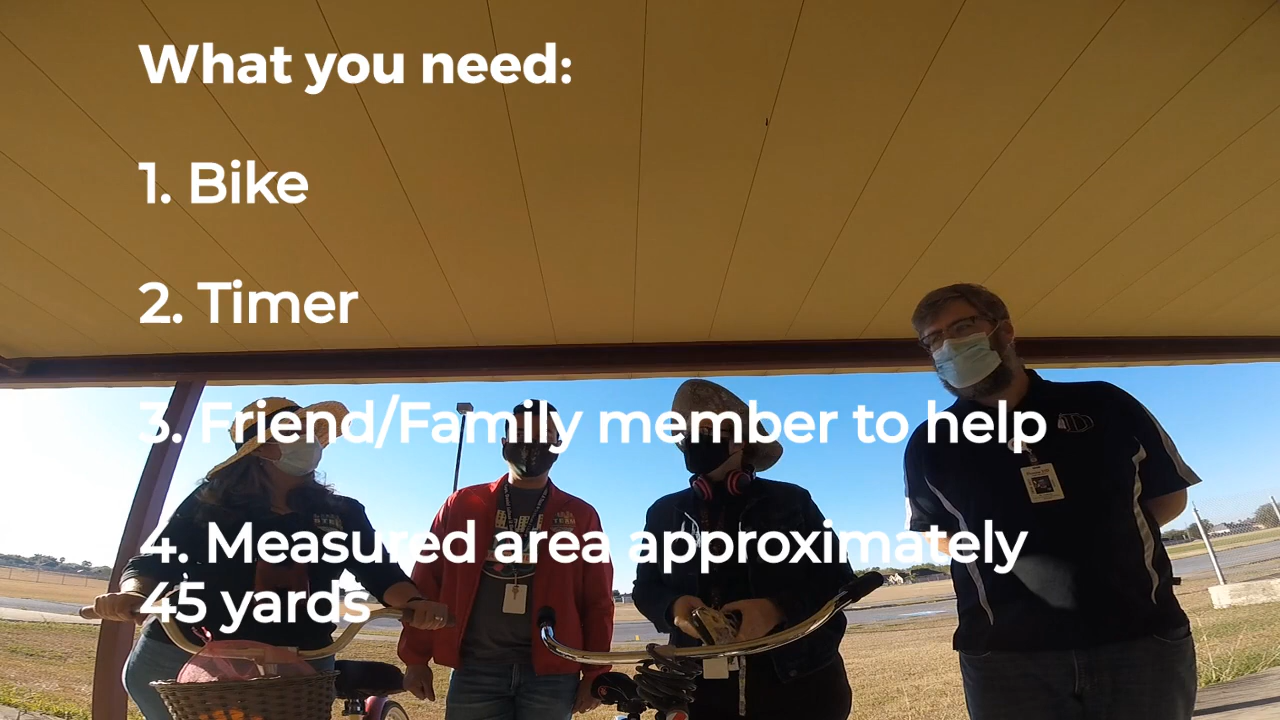 What you need:
1. Bike
2. Timer
3. Friend/Family member to help
4. Measured area approximately
45 yards